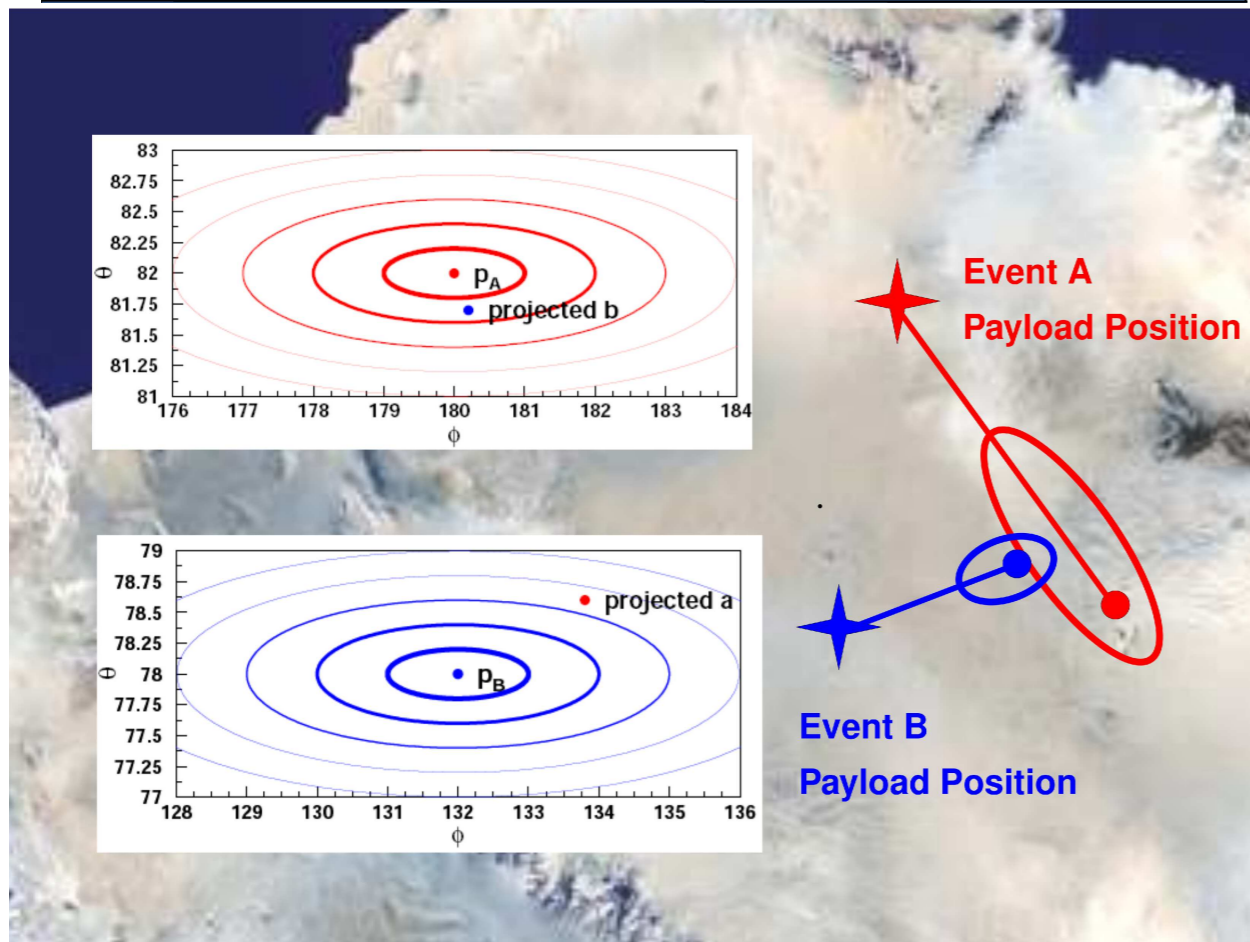 83
82.75
82.5
82.25
82
81.75
81.5
81.25
81
θ
p_A
projected b
176 177 178 179 180 181 182 183 184
ϕ
Event A
Payload Position
79
78.75
78.5
78.25
78
77.75
77.5
77.25
77
θ
projected a
p_B
128 129 130 131 132 133 134 135 136
ϕ
Event B
Payload Position